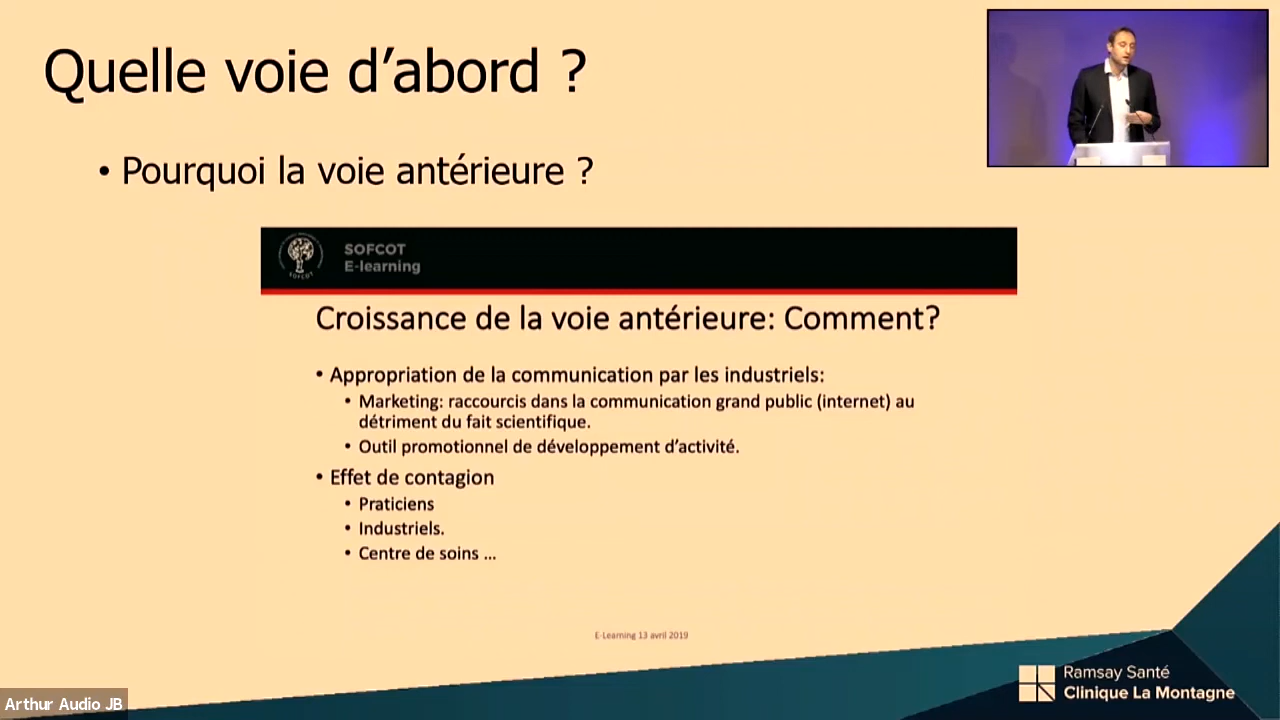 Quelle voie d’abord ?
• Pourquoi la voie antérieure ?
SOFCOT
E-learning
SOFCOT
Croissance de la voie antérieure: Comment?
• Appropriation de la communication par les industriels:
• Marketing: raccourcis dans la communication grand public (internet) au
détriment du fait scientifique.
• Outil promotionnel de développement d’activité.
• Effet de contagion
• Praticiens
• Industriels.
• Centre de soins ...
E-Learning 13 avril 2019
Ramsay Santé
Clinique La Montagne
Arthur Audio JB